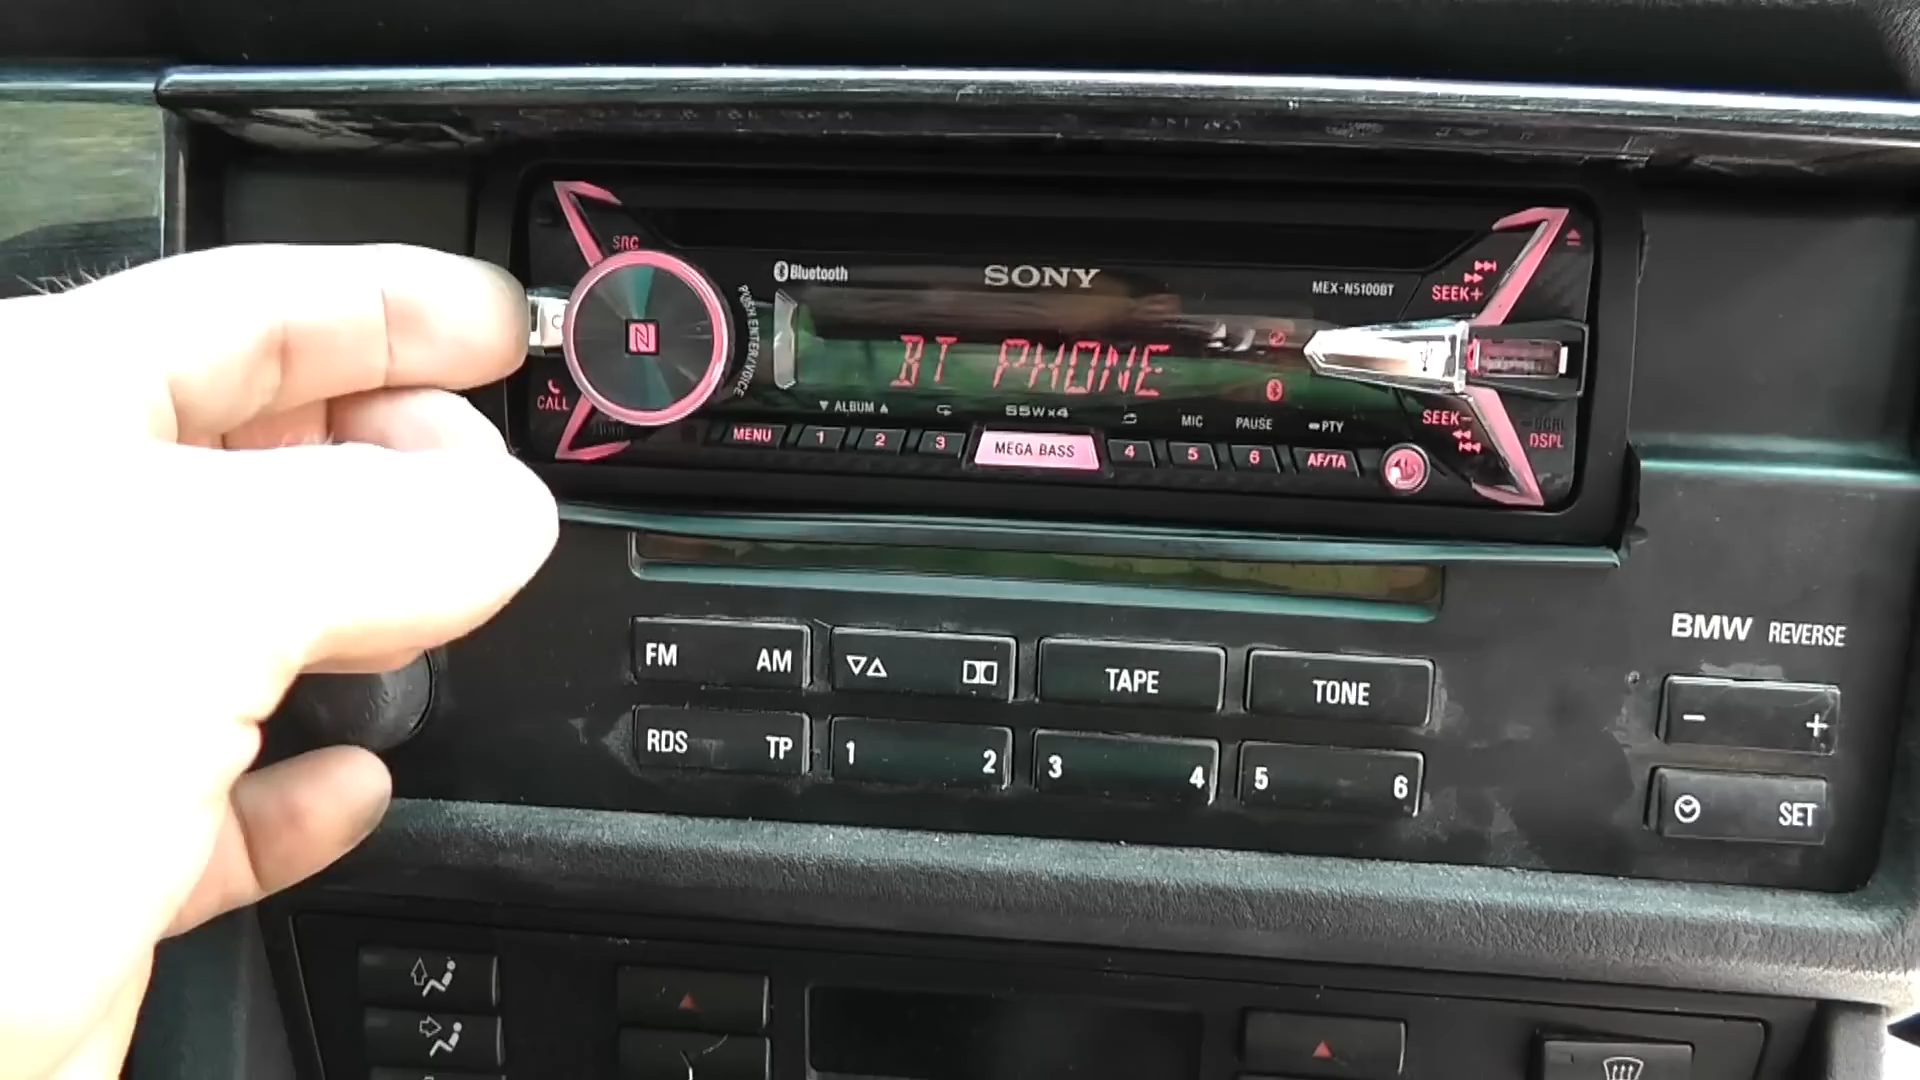 SRC
Bluetooth
SONY
MEX-N5100BT
SEEK+
PUSH ENTER/VOICE
BT PHONE
CALL
ALBUM
55W×4
MIC
PAUSE
PTY
SEEK-
DSPL
MENU
1
2
3
MEGA BASS
4
5
6
AF/TA
BMW REVERSE
FM AM
TAPE
TONE
- +
RDS TP
1 2
3 4
5 6
SET